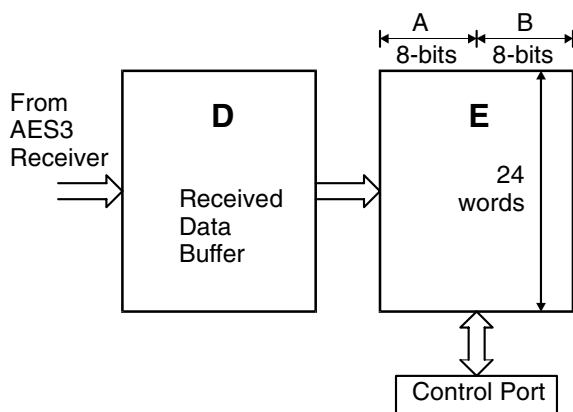 A B
8-bits 8-bits
From
AES3
Receiver
D
Received
Data
Buffer
E
24
words
Control Port